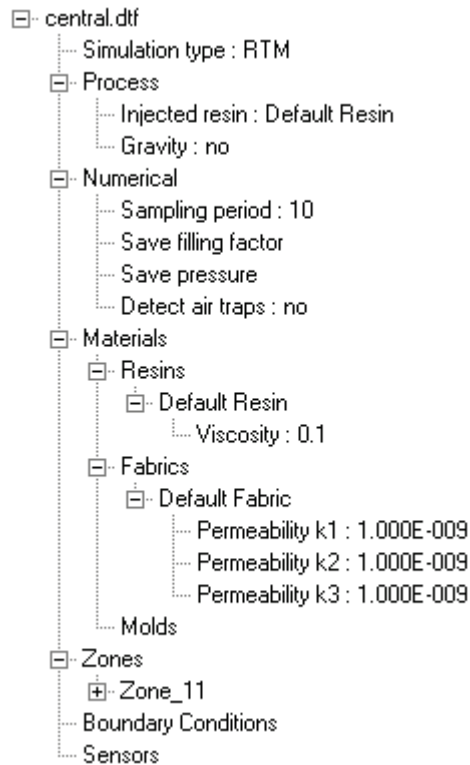 central.dtf
Simulation type : RTM
Process
Injected resin : Default Resin
Gravity : no
Numerical
Sampling period : 10
Save filling factor
Save pressure
Detect air traps : no
Materials
Resins
Default Resin
Viscosity : 0.1
Fabrics
Default Fabric
Permeability k1 : 1.000E-009
Permeability k2 : 1.000E-009
Permeability k3 : 1.000E-009
Molds
Zones
Zone_11
Boundary Conditions
Sensors